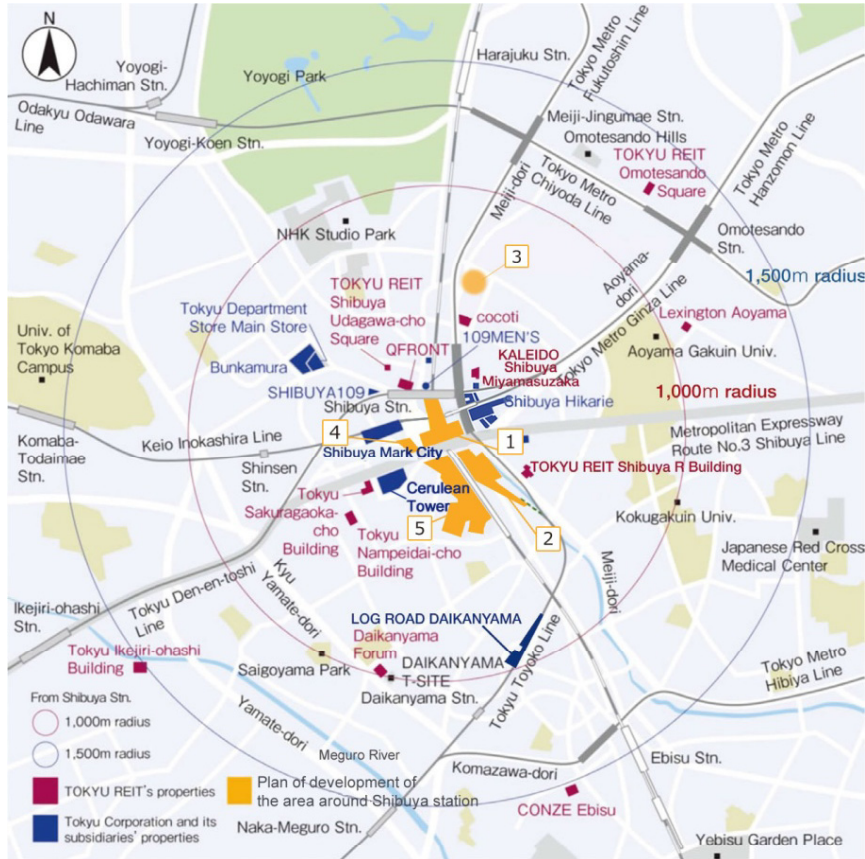 N
Harajuku Stn.
Tokyo Metro
Fukutoshin Line
Yoyogi-
Hachiman Stn.
Yoyogi Park
Odakyu Odawara
Line
Yoyogi-Koen Stn.
Meiji-Jingumae Stn.
Omotesando Hills
TOKYU REIT
Omotesando
Square
Tokyo Metro
Hanzomon Line
Tokyo Metro
Chiyoda Line
Meiji-dori
NHK Studio Park
Omotesando
Stn.
3
Aoyama-
dori
1,500m radius
TOKYU REIT
Shibuya
Udagawa-cho
Square
Tokyu Department
Store Main Store
cocoti
Tokyo Metro Ginza Line
Lexington Aoyama
Univ. of
Tokyo Komaba
Campus
Bunkamura
QFRONT
109MEN'S
KALEIDO
Shibuya
Miyamasuzaka
Aoyama Gakuin Univ.
SHIBUYA109
Shibuya Stn.
Shibuya Hikarie
1,000m radius
Komaba-
Todaimae
Stn.
Keio Inokashira Line
4
Shibuya Mark City
1
Metropolitan Expressway
Route No.3 Shibuya Line
Shinsen
Stn.
TOKYU REIT Shibuya R Building
Cerulean
Tower
Tokyu
Sakuragaoka-
cho
Building
5
2
Kokugakuin Univ.
Tokyu
Nampeidai-cho
Building
Japanese Red Cross
Medical Center
Meiji-dori
Kyu
Yamate-dori
Ikejiri-ohashi
Stn.
Tokyu Den-en-toshi
Line
LOG ROAD DAIKANYAMA
Daikanyama
Forum
Tokyu Ikejiri-ohashi
Building
Saigoyama Park
DAIKANYAMA
T-SITE
Daikanyama Stn.
Tokyu Toyoko Line
Tokyo Metro
Hibiya Line
From Shibuya Stn.
1,000m radius
1,500m radius
Yamate-dori
Meguro River
Komazawa-dori
Ebisu Stn.
TOKYU REIT's properties
Plan of development of
the area around Shibuya station
CONZE Ebisu
Tokyu Corporation and its
subsidiaries' properties
Naka-Meguro Stn.
Yebisu Garden Place